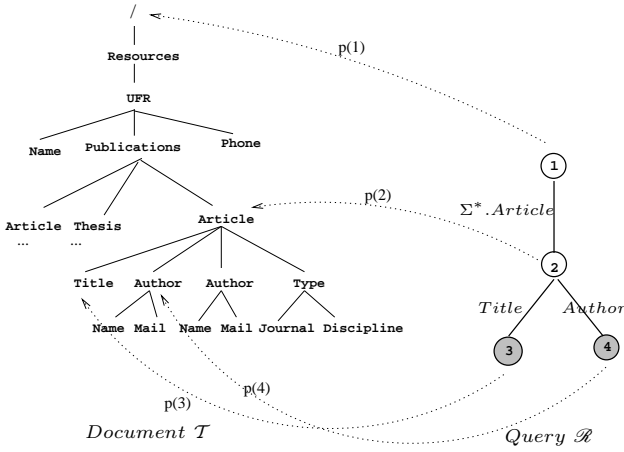 /
p(1)
Resources
UFR
Name Publications Phone
1
p(2)
Σ*.Article
Article Thesis Article
... ...
2
Title Author Author Type
Title Author
Name Mail Name Mail Journal Discipline
3 4
p(4)
p(3)
Document T
Query R